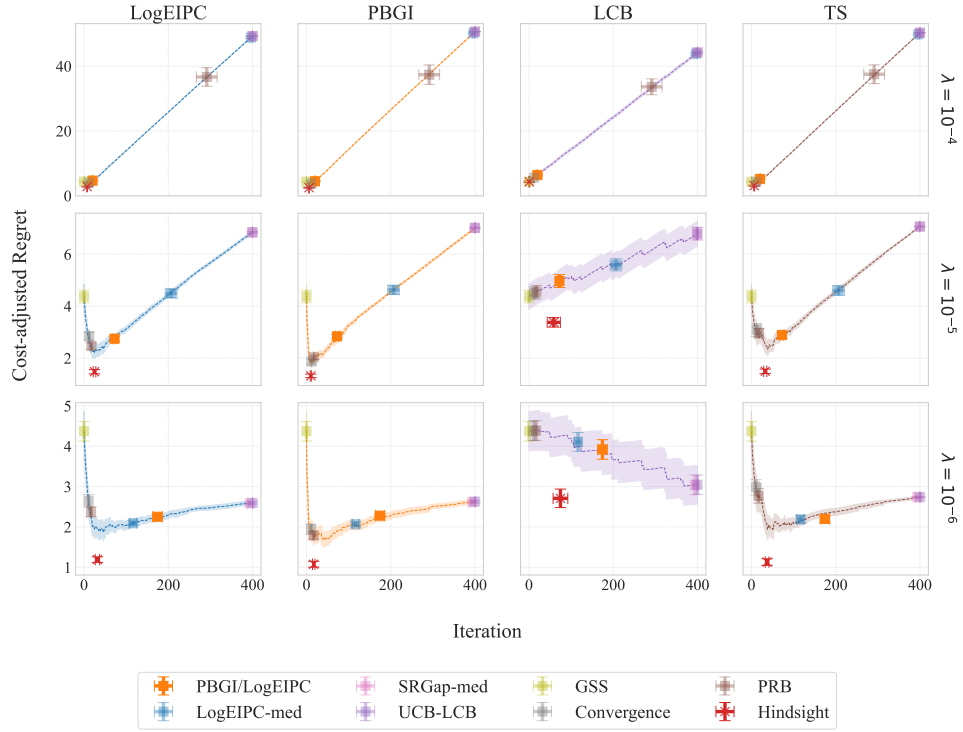 LogEIPC PBGI LCB TS
40
20
0
λ = 10⁻⁴
Cost-adjusted Regret
6
4
2
λ = 10⁻⁵
5
4
3
2
1
λ = 10⁻⁶
0 200 400 0 200 400 0 200 400 0 200 400
Iteration
PBGI/LogEIPC SRGap-med GSS PRB
LogEIPC-med UCB-LCB Convergence Hindsight